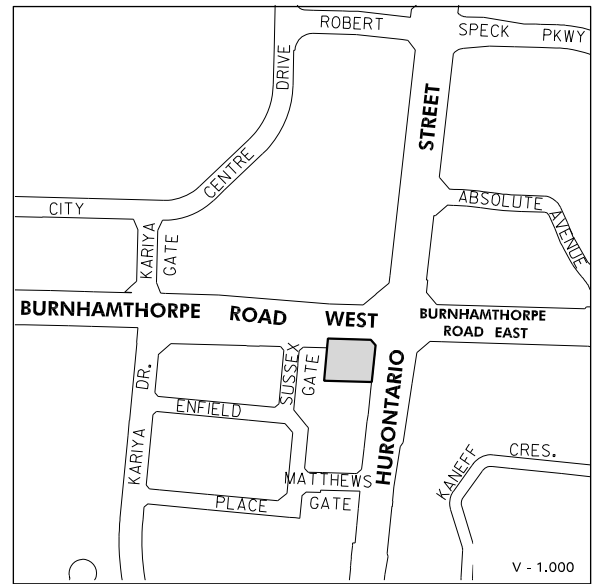 ROBERT SPECK PKWY
DRIVE
STREET
CENTRE
CITY
ABSOLUTE AVENUE
KARIYA GATE
BURNHAMTHORPE ROAD WEST
BURNHAMTHORPE
ROAD EAST
KARIYA DR.
SUSSEX GATE
HURONTARIO
ENFIELD
PLACE
MATTHEWS
GATE
KANEFF CRES.
V - 1.000